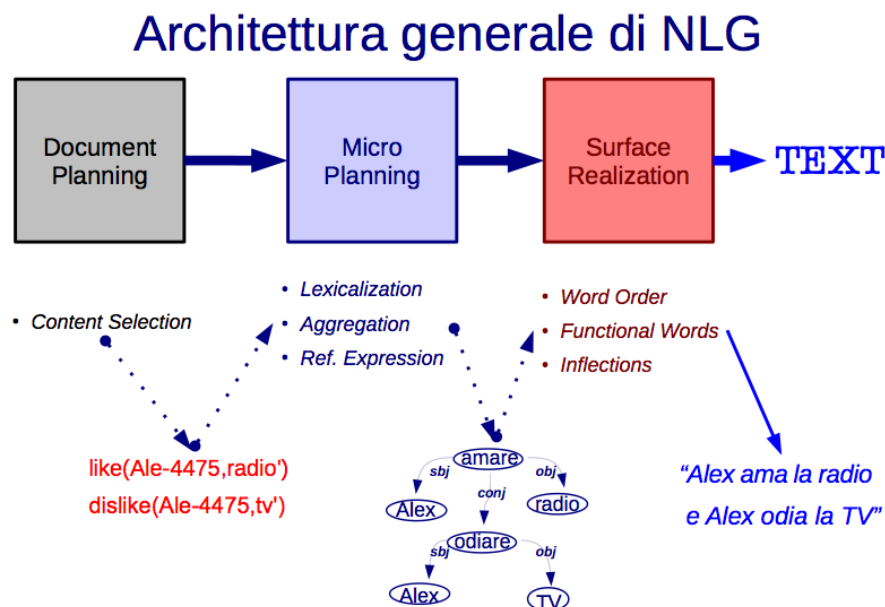 Architettura generale di NLG
Document
Planning
Micro
Planning
Surface
Realization
TEXT
• Content Selection
• Lexicalization
• Aggregation
• Ref. Expression
• Word Order
• Functional Words
• Inflections
like(Ale-4475,radio')
dislike(Ale-4475,tv')
amare
sbj
obj
conj
Alex
radio
odiare
sbj
obj
Alex
TV
“Alex ama la radio
e Alex odia la TV”